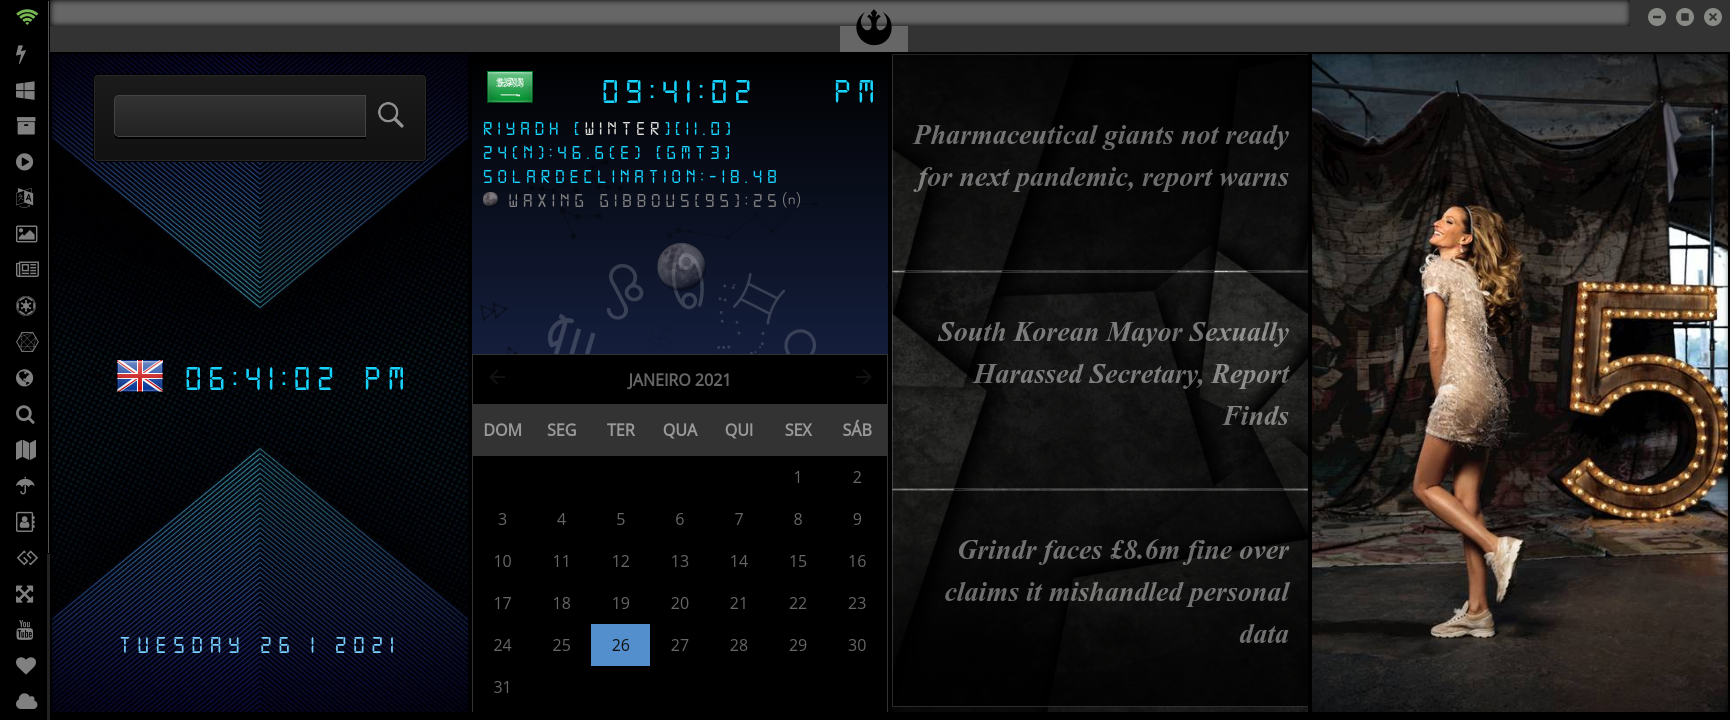 09:41:02 PM
RIYADH (WINTER)(11.0)
24(N):46.6(E) (GMT3)
SOLARDECLINATION:-18.48
WAXING GIBBOUS(95):25(n)
06:41:02 PM
TUESDAY 26 1 2021
JANEIRO 2021
DOM SEG TER QUA QUI SEX SÁB
1 2
3 4 5 6 7 8 9
10 11 12 13 14 15 16
17 18 19 20 21 22 23
24 25 26 27 28 29 30
31
Pharmaceutical giants not ready
for next pandemic, report warns
South Korean Mayor Sexually
Harassed Secretary, Report
Finds
Grindr faces £8.6m fine over
claims it mishandled personal
data
5
You
Tube